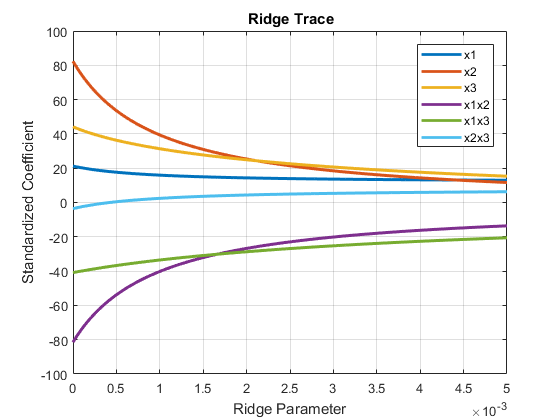 Ridge Trace
100
80
60
40
20
0
-20
-40
-60
-80
-100
Standardized Coefficient
x1
x2
x3
x1x2
x1x3
x2x3
0 0.5 1 1.5 2 2.5 3 3.5 4 4.5 5
×10⁻³
Ridge Parameter